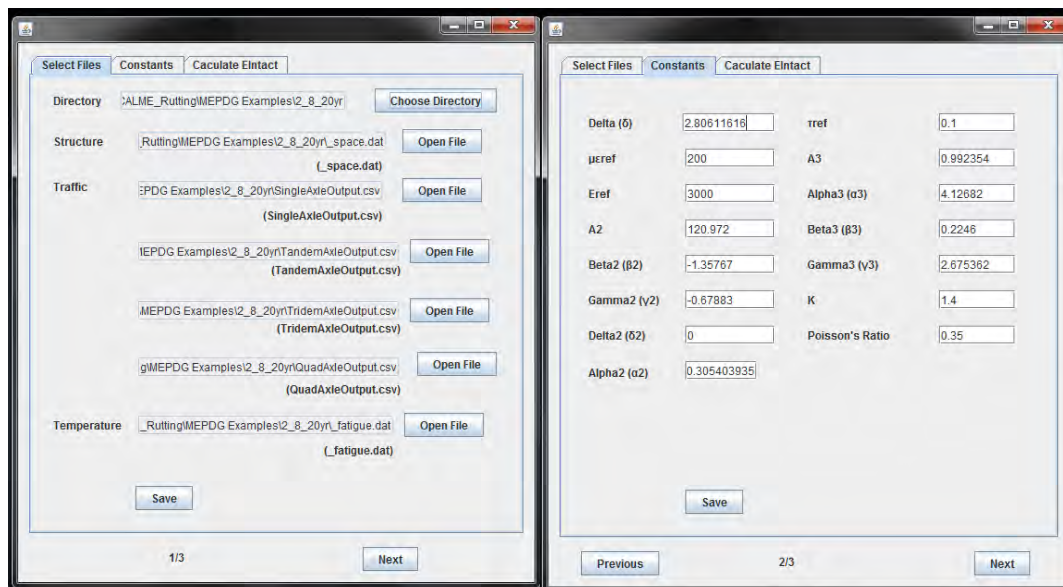 Select Files Constants Caculate EIntact
Directory CALME_Rutting\MEPDG Examples\2_8_20yr Choose Directory
Structure _Rutting\MEPDG Examples\2_8_20yr\_space.dat Open File
(_space.dat)
Traffic EPDG Examples\2_8_20yr\SingleAxleOutput.csv Open File
(SingleAxleOutput.csv)
MEPDG Examples\2_8_20yr\TandemAxleOutput.csv Open File
(TandemAxleOutput.csv)
\MEPDG Examples\2_8_20yr\TridemAxleOutput.csv Open File
(TridemAxleOutput.csv)
g\MEPDG Examples\2_8_20yr\QuadAxleOutput.csv Open File
(QuadAxleOutput.csv)
Temperature _Rutting\MEPDG Examples\2_8_20yr\_fatigue.dat Open File
(_fatigue.dat)
Save
1/3 Next
Select Files Constants Caculate EIntact
Delta (δ) 2.80611616 τref 0.1
μεref 200 A3 0.992354
Eref 3000 Alpha3 (α3) 4.12682
A2 120.972 Beta3 (β3) 0.2246
Beta2 (β2) -1.35767 Gamma3 (γ3) 2.675362
Gamma2 (γ2) -0.67883 K 1.4
Delta2 (δ2) 0 Poisson's Ratio 0.35
Alpha2 (α2) 0.305403935
Save
Previous 2/3 Next